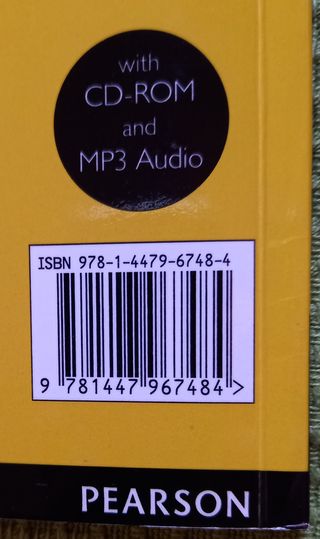 with
CD-ROM
and
MP3 Audio
ISBN 978-1-4479-6748-4
9 781447 967484 >
PEARSON